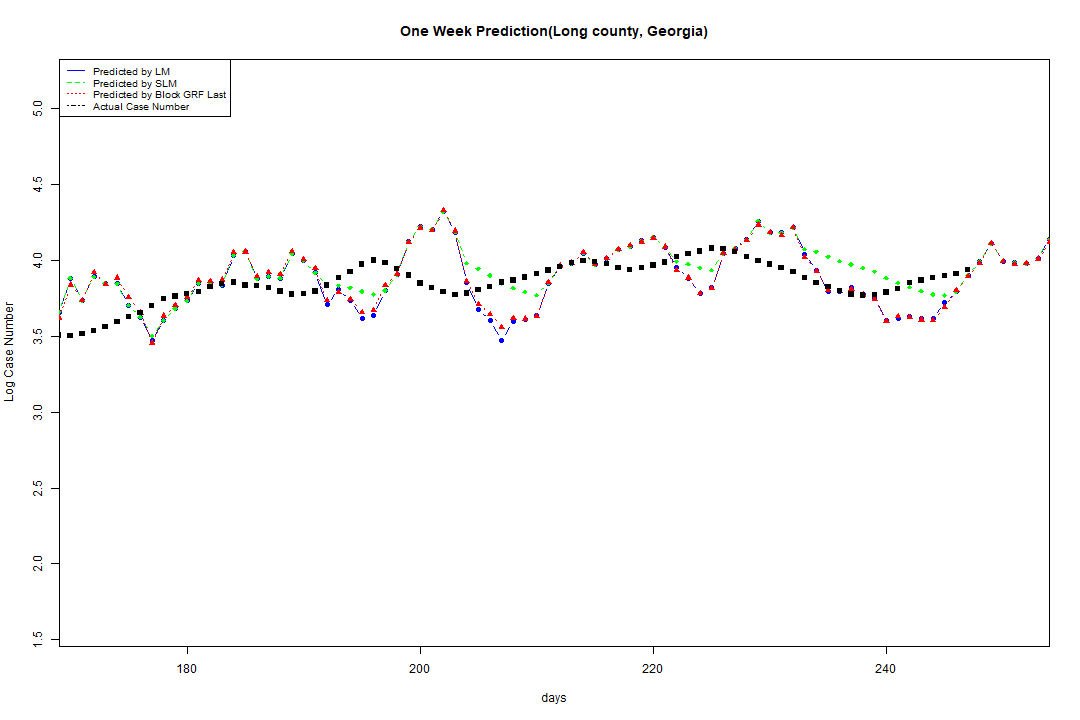 One Week Prediction(Long county, Georgia)
Predicted by LM
Predicted by SLM
Predicted by Block GRF Last
Actual Case Number
5.0
4.5
4.0
3.5
3.0
2.5
2.0
1.5
Log Case Number
180
200
220
240
days